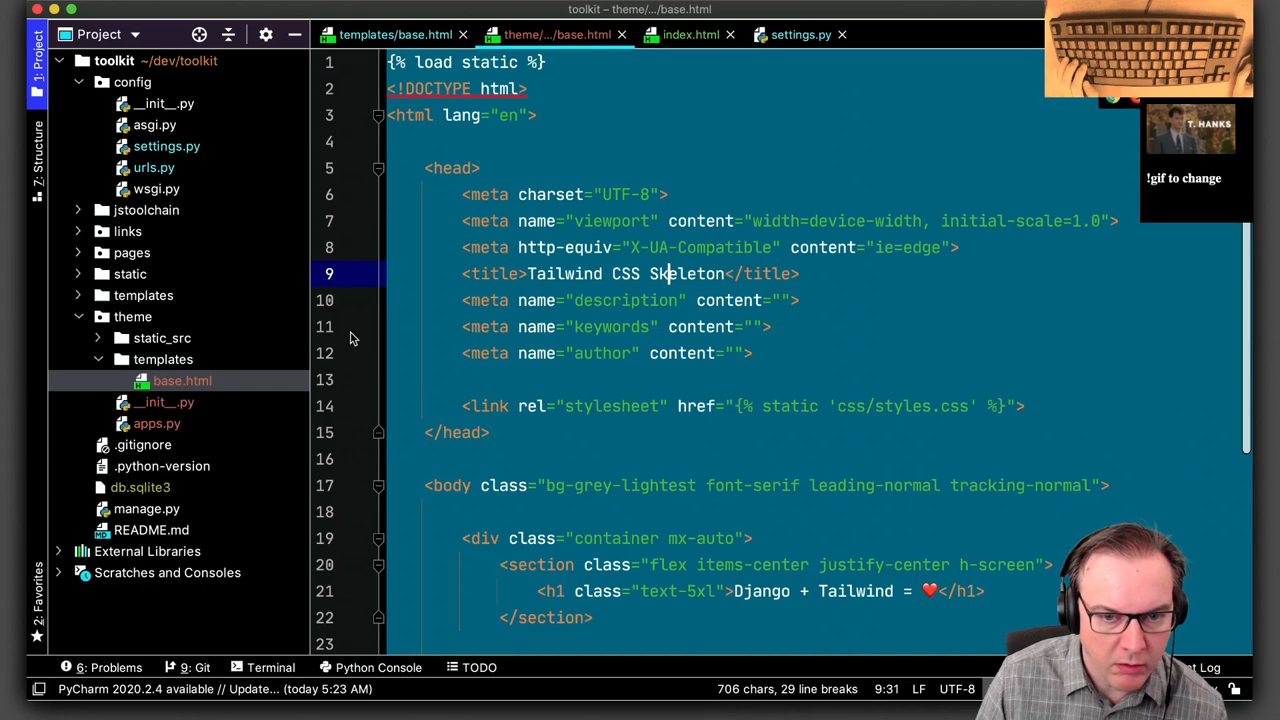 toolkit – theme/.../base.html
1: Project
7: Structure
2: Favorites
Project
templates/base.html
theme/.../base.html
index.html
settings.py
toolkit ~/dev/toolkit
config
__init__.py
asgi.py
settings.py
urls.py
wsgi.py
jstoolchain
links
pages
static
templates
theme
static_src
templates
base.html
__init__.py
apps.py
.gitignore
.python-version
db.sqlite3
manage.py
README.md
External Libraries
Scratches and Consoles
1 {% load static %}
2 <!DOCTYPE html>
3 <html lang="en">
4
5 <head>
6 <meta charset="UTF-8">
7 <meta name="viewport" content="width=device-width, initial-scale=1.0">
8 <meta http-equiv="X-UA-Compatible" content="ie=edge">
9 <title>Tailwind CSS Skeleton</title>
10 <meta name="description" content="">
11 <meta name="keywords" content="">
12 <meta name="author" content="">
13
14 <link rel="stylesheet" href="{% static 'css/styles.css' %}">
15 </head>
16
17 <body class="bg-grey-lightest font-serif leading-normal tracking-normal">
18
19 <div class="container mx-auto">
20 <section class="flex items-center justify-center h-screen">
21 <h1 class="text-5xl">Django + Tailwind = ❤️</h1>
22 </section>
23
T. HANKS
!gif to change
6: Problems
9: Git
Terminal
Python Console
TODO
t Log
PyCharm 2020.2.4 available // Update... (today 5:23 AM)
706 chars, 29 line breaks
9:31
LF
UTF-8